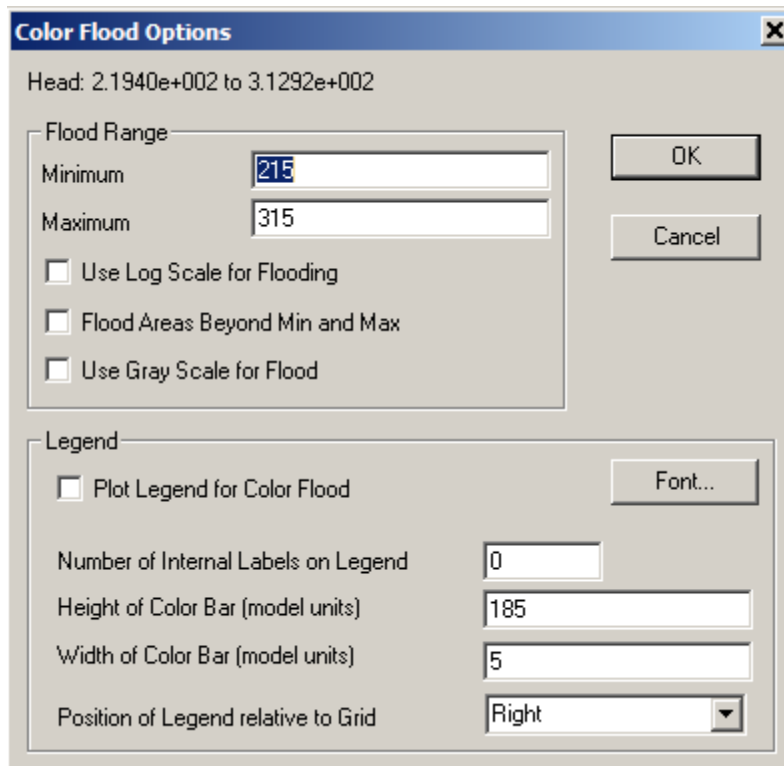 Color Flood Options
Head: 2.1940e+002 to 3.1292e+002
Flood Range
Minimum 215
Maximum 315
Use Log Scale for Flooding
Flood Areas Beyond Min and Max
Use Gray Scale for Flood
OK
Cancel
Legend
Plot Legend for Color Flood
Font...
Number of Internal Labels on Legend 0
Height of Color Bar (model units) 185
Width of Color Bar (model units) 5
Position of Legend relative to Grid Right